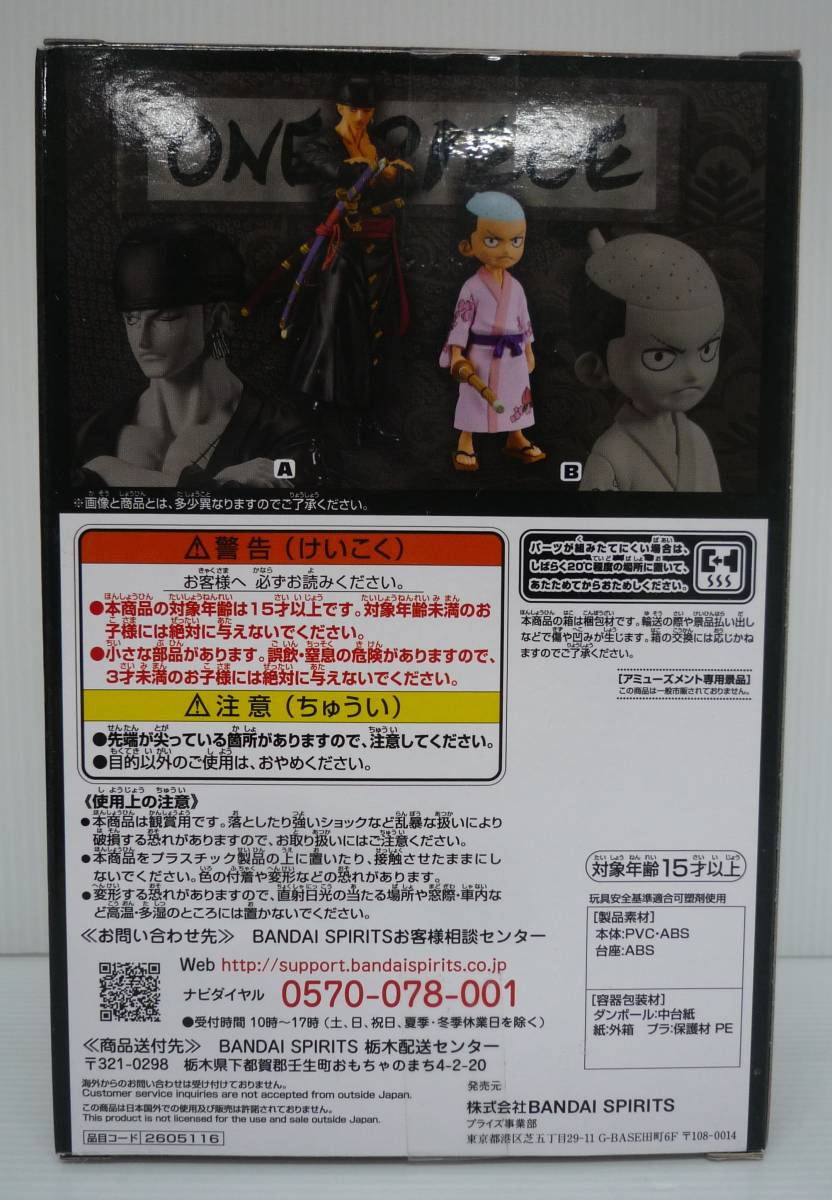 ONE PIECE
A
B
※画像と商品とは、多少異なりますのでご了承ください。
⚠警告（けいこく）
お客様へ 必ずお読みください。
●本商品の対象年齢は15才以上です。対象年齢未満のお
子様には絶対に与えないでください。
●小さな部品があります。誤飲・窒息の危険がありますので、
3才未満のお子様には絶対に与えないでください。
⚠注意（ちゅうい）
●先端が尖っている箇所がありますので、注意してください。
●目的以外のご使用は、おやめください。
パーツが組みたてにくい場合は、
しばらく20℃程度の場所に置いて、
あたためてからおためしください。
本商品の箱は梱包材です。輸送の際や景品払い出し
などで傷や凹みが生じます。箱の交換には応じかね
ますのでご了承ください。
［アミューズメント専用景品］
この商品は一般市販されておりません。
≪使用上の注意≫
●本商品は観賞用です。落としたり強いショックなど乱暴な扱いにより
破損する恐れがありますので、お取り扱いにはご注意ください。
●本商品をプラスチック製品の上に置いたり、接触させたままにし
ないでください。色の付着や変形などの恐れがあります。
●変形する恐れがありますので、直射日光の当たる場所や窓際・車内な
ど高温・多湿のところには置かないでください。
≪お問い合わせ先≫ BANDAI SPIRITSお客様相談センター
Web http://support.bandaispirits.co.jp
ナビダイヤル 0570-078-001
●受付時間 10時～17時（土、日、祝日、夏季・冬季休業日を除く）
≪商品送付先≫ BANDAI SPIRITS 栃木配送センター
〒321-0298 栃木県下都賀郡壬生町おもちゃのまち4-2-20
海外からのお問い合わせは受け付けておりません。
Customer service inquiries are not accepted from outside Japan.
この商品は日本国外での使用及び販売は許諾されておりません。
This product is not licensed for the use and sale outside Japan.
品目コード 2605116
対象年齢15才以上
玩具安全基準適合可塑剤使用
［製品素材］
本体:PVC・ABS
台座:ABS
［容器包装材］
ダンボール:中台紙
紙:外箱 プラ:保護材 PE
発売元
株式会社BANDAI SPIRITS
プライズ事業部
東京都港区芝五丁目29-11 G-BASE田町6F 〒108-0014